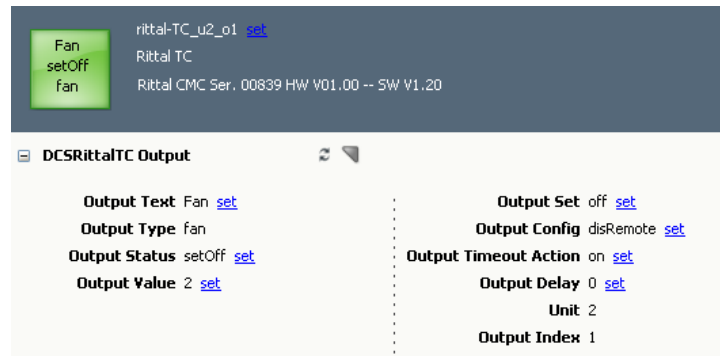 Fan
setOff
fan
rittal-TC_u2_o1 set
Rittal TC
Rittal CMC Ser. 00839 HW V01.00 -- SW V1.20
DCSRittalTC Output
Output Text Fan set
Output Type fan
Output Status setOff set
Output Value 2 set
Output Set off set
Output Config disRemote set
Output Timeout Action on set
Output Delay 0 set
Unit 2
Output Index 1